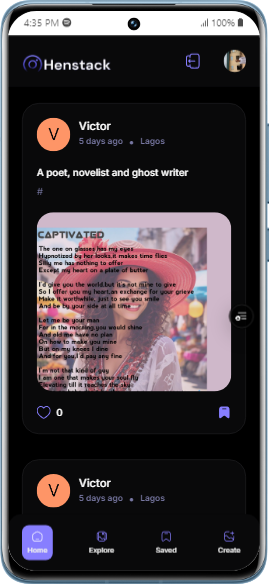 4:35 PM
100%
Henstack
V
Victor
5 days ago • Lagos
A poet, novelist and ghost writer
#
CAPTIVATED
The one on glasses has my eyes
Hypnotized by her looks,it makes time flies
Silly me has nothing to offer
Except my heart on a plate of butter
I'd give you the world,but it's not mine to give
So I offer you my heart,an exchange for your grieve
Make it worthwhile, just to see you smile
And be by your side at all time
Let me be your man
For in the morning,you would shine
And old me have no plan
On how to make you mine
But on my knees I dine
And for you,I'd pay any fine
I'm not that kind of guy
I am one that makes your soul fly
Elevating till it reaches the sky
0
V
Victor
5 days ago • Lagos
Home
Explore
Saved
Create